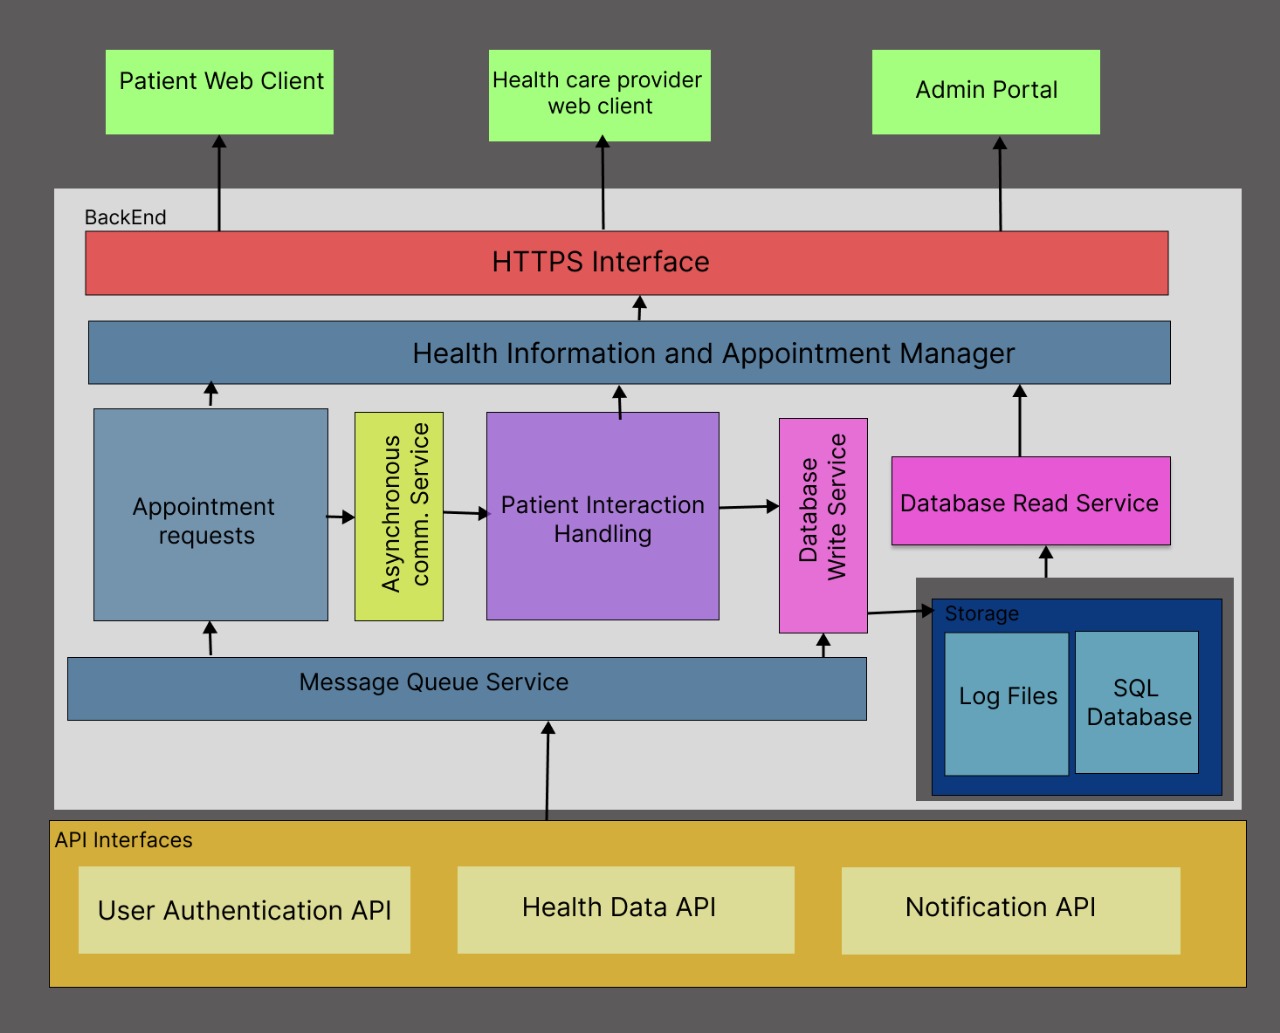 Patient Web Client
Health care provider
web client
Admin Portal
BackEnd
HTTPS Interface
Health Information and Appointment Manager
Appointment
requests
Asynchronous
comm. Service
Patient Interaction
Handling
Database
Write Service
Database Read Service
Storage
Log Files
SQL
Database
Message Queue Service
API Interfaces
User Authentication API
Health Data API
Notification API